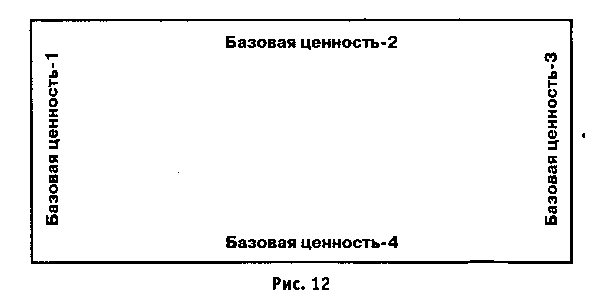 Базовая ценность-2
Базовая ценность-1
Базовая ценность-3
Базовая ценность-4
Рис. 12